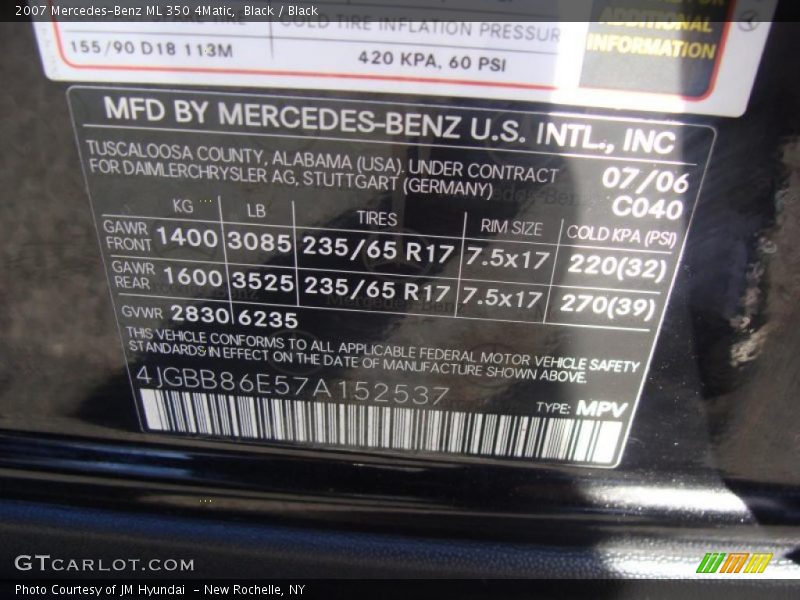 2007 Mercedes-Benz ML 350 4Matic, Black / Black
COLD TIRE INFLATION PRESSURE
155/90 D18 113M
420 KPA, 60 PSI
ADDITIONAL
INFORMATION
MFD BY MERCEDES-BENZ U.S. INTL., INC
TUSCALOOSA COUNTY, ALABAMA (USA). UNDER CONTRACT
FOR DAIMLERCHRYSLER AG, STUTTGART (GERMANY)
07/06
C040
KG LB TIRES RIM SIZE COLD KPA (PSI)
GAWR FRONT 1400 3085 235/65 R17 7.5x17 220(32)
GAWR REAR 1600 3525 235/65 R17 7.5x17 270(39)
GVWR 2830 6235
THIS VEHICLE CONFORMS TO ALL APPLICABLE FEDERAL MOTOR VEHICLE SAFETY
STANDARDS IN EFFECT ON THE DATE OF MANUFACTURE SHOWN ABOVE.
4JGBB86E57A152537
TYPE: MPV
GTCARLOT.COM
Photo Courtesy of JM Hyundai - New Rochelle, NY